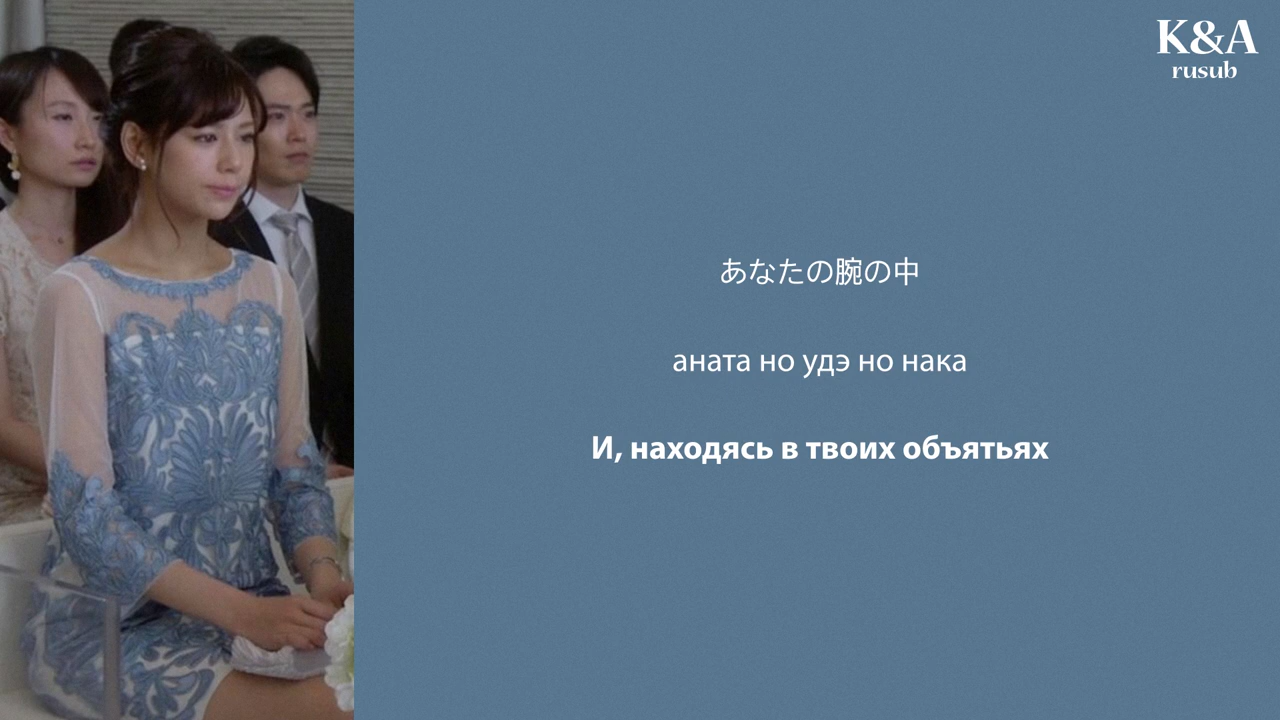 K&A
rusub
あなたの腕の中
аната но удэ но нака
И, находясь в твоих объятьях